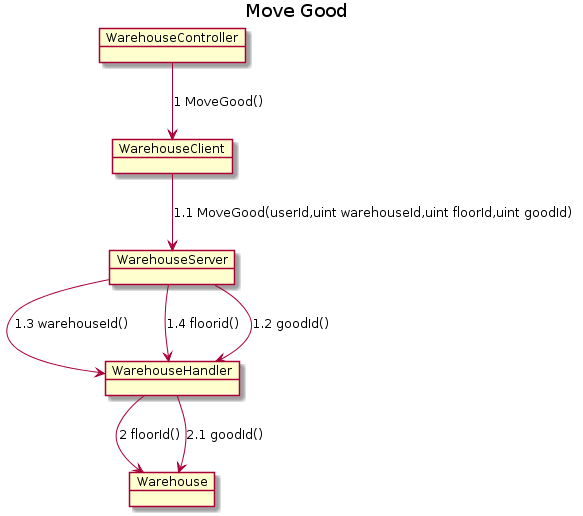 Move Good
WarehouseController
1 MoveGood()
WarehouseClient
1.1 MoveGood(userId,uint warehouseId,uint floorId,uint goodId)
WarehouseServer
1.3 warehouseId()
1.4 floorid()
1.2 goodId()
WarehouseHandler
2 floorId()
2.1 goodId()
Warehouse